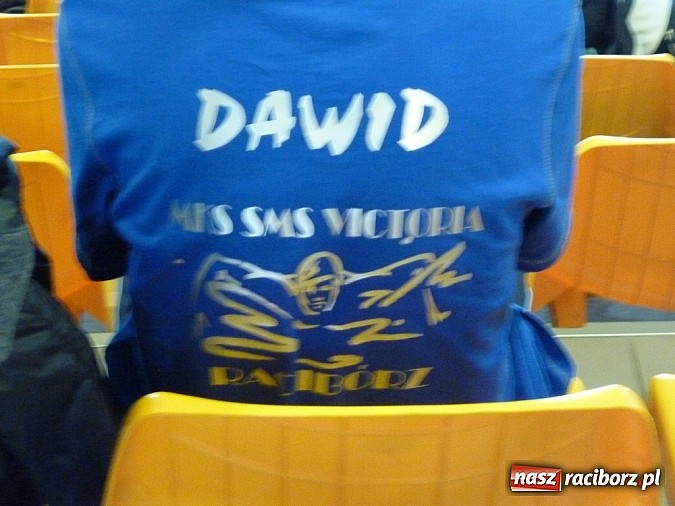 DAWID
MKS SMS VICTORIA
RACIBÓRZ
nasz raciborz.pl